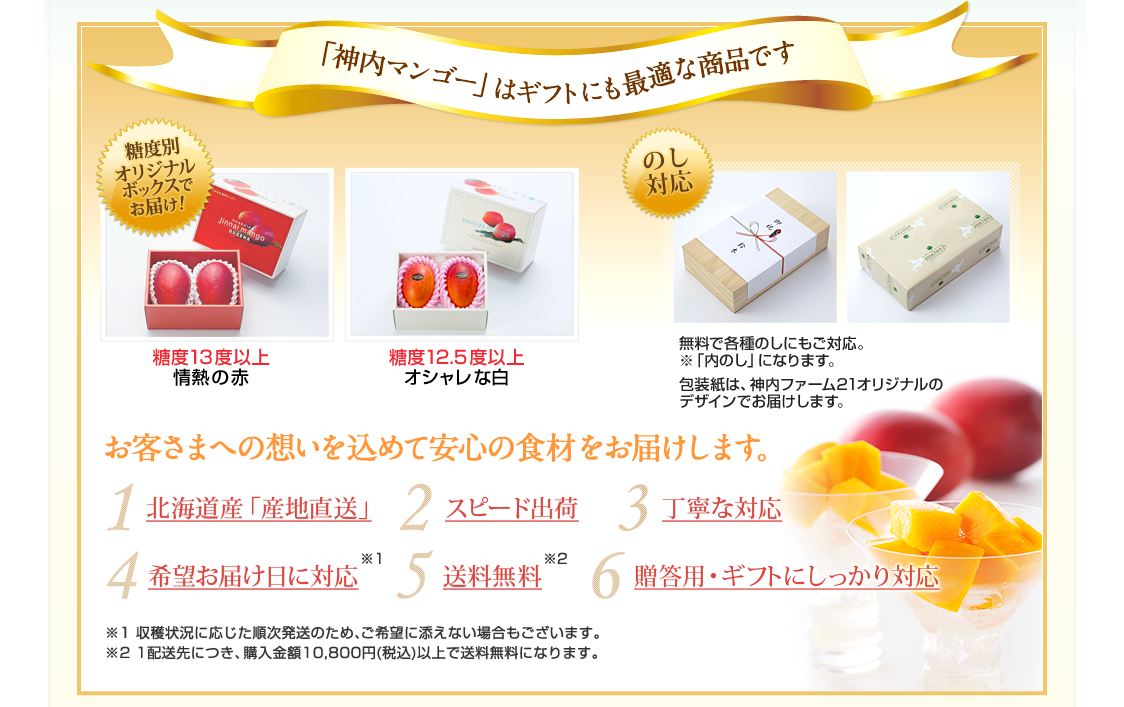 「神内マンゴー」はギフトにも最適な商品です
糖度別
オリジナル
ボックスで
お届け!
Jinnai mango
のし
対応
糖度13度以上
情熱の赤
糖度12.5度以上
オシャレな白
無料で各種のしにもご対応。
※「内のし」になります。
包装紙は、神内ファーム21オリジナルの
デザインでお届けします。
お客さまへの想いを込めて安心の食材をお届けします。
1 北海道産「産地直送」
2 スピード出荷
3 丁寧な対応
4 希望お届け日に対応※1
5 送料無料※2
6 贈答用・ギフトにしっかり対応
※1 収穫状況に応じた順次発送のため、ご希望に添えない場合もございます。
※2 1配送先につき、購入金額10,800円(税込)以上で送料無料になります。